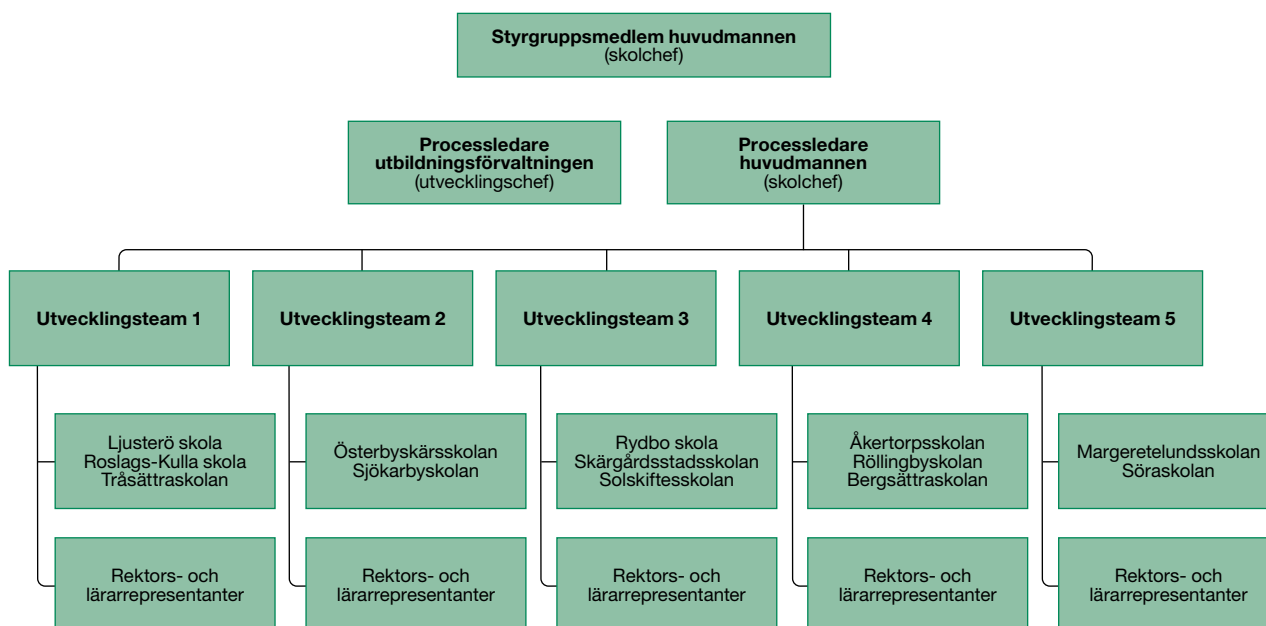 Styrgruppsmedlem huvudmannen
(skolchef)
Processledare
utbildningsförvaltningen
(utvecklingschef)
Processledare
huvudmannen
(skolchef)
Utvecklingsteam 1
Utvecklingsteam 2
Utvecklingsteam 3
Utvecklingsteam 4
Utvecklingsteam 5
Ljusterö skola
Roslags-Kulla skola
Tråsättraskolan
Österbyskärsskolan
Sjökarbyskolan
Rydbo skola
Skärgårdsstadsskolan
Solskiftesskolan
Åkertorpsskolan
Röllingbyskolan
Bergsättraskolan
Margeretelundsskolan
Söraskolan
Rektors- och
lärarrepresentanter
Rektors- och
lärarrepresentanter
Rektors- och
lärarrepresentanter
Rektors- och
lärarrepresentanter
Rektors- och
lärarrepresentanter